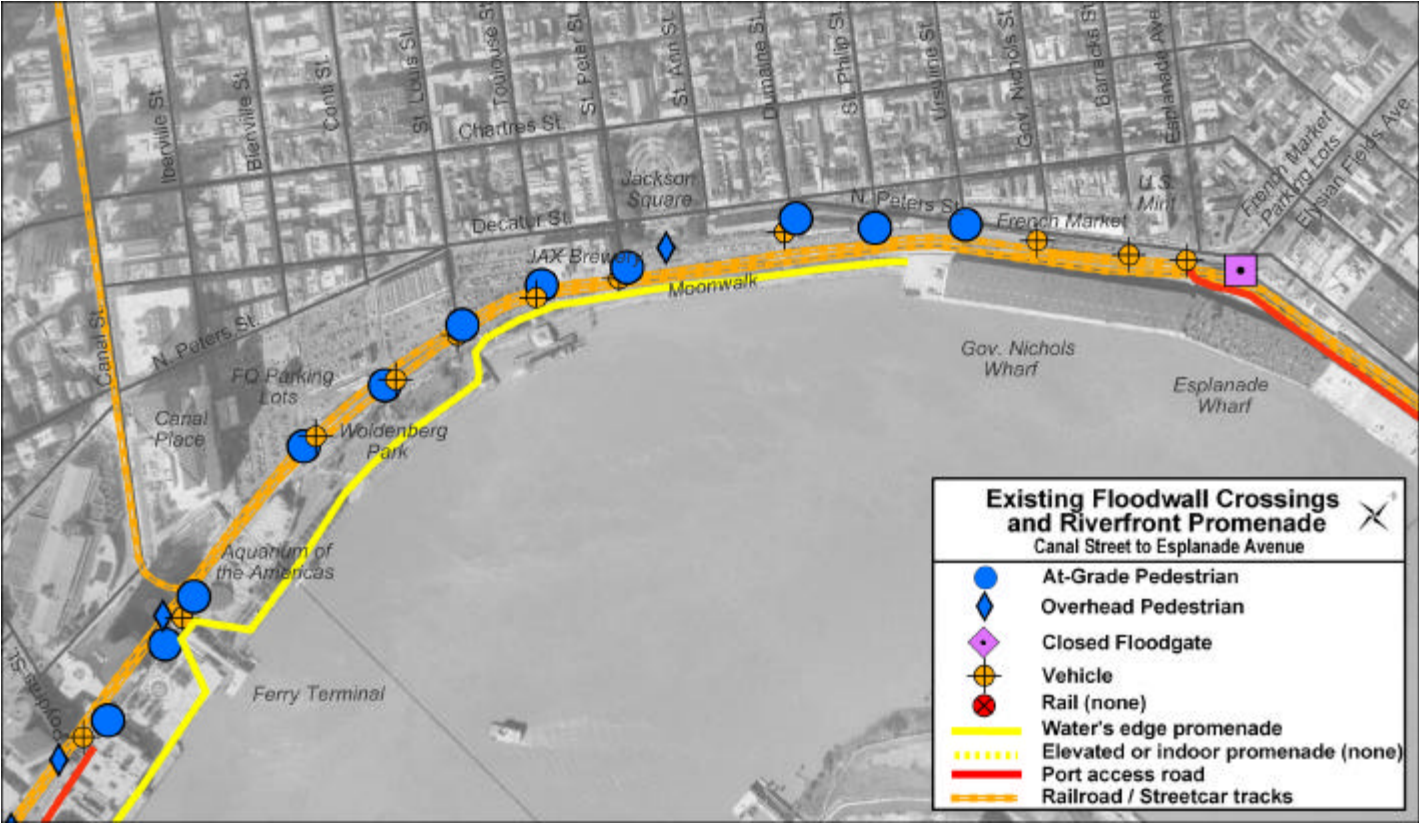 Iberville St.
Bienville St.
Conti St.
St. Louis St.
Toulouse St.
St. Peter St.
St. Ann St.
Dumaine St.
St. Philip St.
Ursuline St.
Gov. Nichols St.
Barracks St.
Esplanade Ave.
Chartres St.
Jackson
Square
Decatur St.
N. Peters St.
French Market
U.S.
Mint
French Market
Parking Lots
Elysian Fields Ave.
JAX Brewery
Moonwalk
Canal St.
N. Peters St.
FQ Parking
Lots
Canal
Place
Woldenberg
Park
Gov. Nichols
Wharf
Esplanade
Wharf
Aquarium of
the Americas
Poydras St.
Ferry Terminal
Existing Floodwall Crossings
and Riverfront Promenade
Canal Street to Esplanade Avenue
At-Grade Pedestrian
Overhead Pedestrian
Closed Floodgate
Vehicle
Rail (none)
Water's edge promenade
Elevated or indoor promenade (none)
Port access road
Railroad / Streetcar tracks